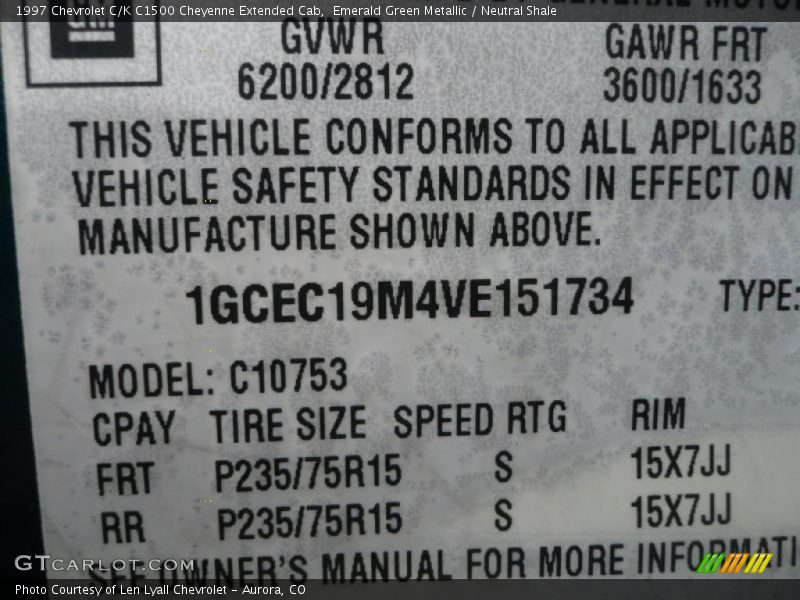 1997 Chevrolet C/K C1500 Cheyenne Extended Cab, Emerald Green Metallic / Neutral Shale
GM
GVWR GAWR FRT
6200/2812 3600/1633
THIS VEHICLE CONFORMS TO ALL APPLICAB
VEHICLE SAFETY STANDARDS IN EFFECT ON
MANUFACTURE SHOWN ABOVE.
1GCEC19M4VE151734 TYPE:
MODEL: C10753
CPAY TIRE SIZE SPEED RTG RIM
FRT P235/75R15 S 15X7JJ
RR P235/75R15 S 15X7JJ
SEE OWNER'S MANUAL FOR MORE INFORMATI
GTcarlot.com
Photo Courtesy of Len Lyall Chevrolet – Aurora, CO